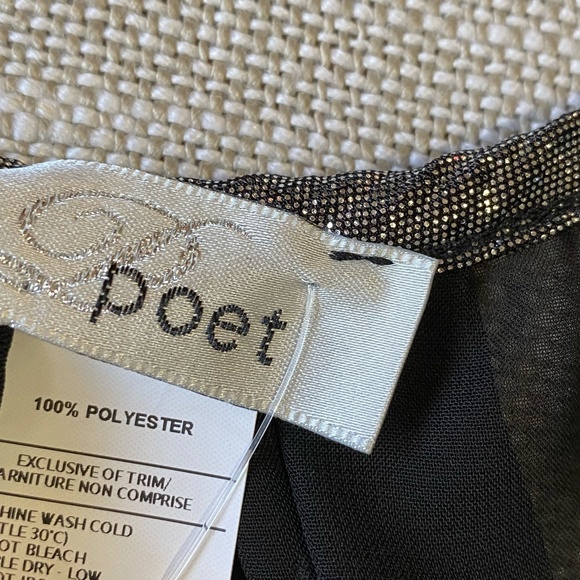 poet
100% POLYESTER
EXCLUSIVE OF TRIM/
ARNITURE NON COMPRISE
HINE WASH COLD
TLE 30°C)
OT BLEACH
LE DRY - LOW